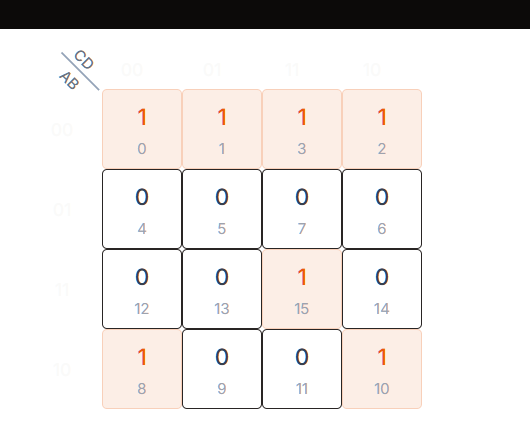 CD
AB
00 01 11 10
00
1 1 1 1
0 1 3 2
01
0 0 0 0
4 5 7 6
11
0 0 1 0
12 13 15 14
10
1 0 0 1
8 9 11 10